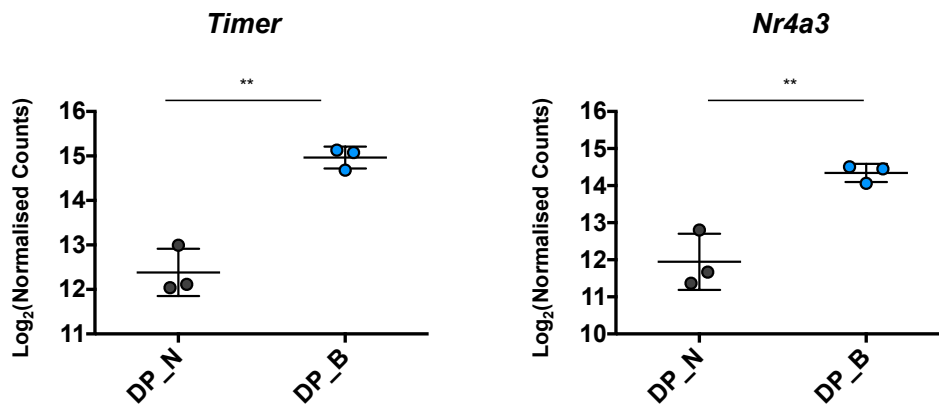 Timer
**
Log₂(Normalised Counts)
16
15
14
13
12
11
DP_N
DP_B
Nr4a3
**
Log₂(Normalised Counts)
16
15
14
13
12
11
10
DP_N
DP_B